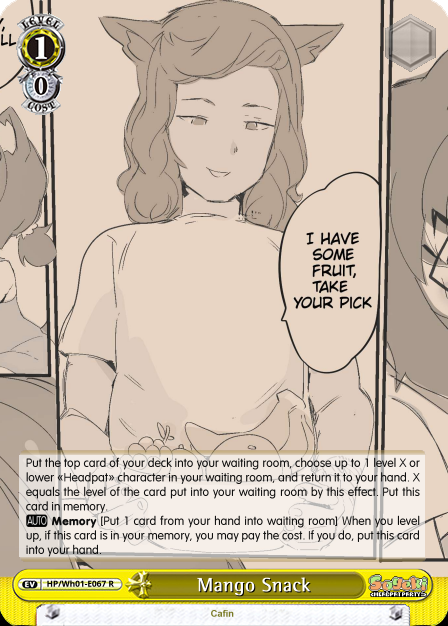 LL
LEVEL
1
0
COST
I HAVE
SOME
FRUIT,
TAKE
YOUR PICK
Put the top card of your deck into your waiting room, choose up to 1 level X or
lower «Headpat» character in your waiting room, and return it to your hand. X
equals the level of the card put into your waiting room by this effect. Put this
card in memory.
AUTO Memory [Put 1 card from your hand into waiting room] When you level
up, if this card is in your memory, you may pay the cost. If you do, put this card
into your hand.
EV HP/Wh01-E067 R
Mango Snack
HEADPAT PARTY
Cafin